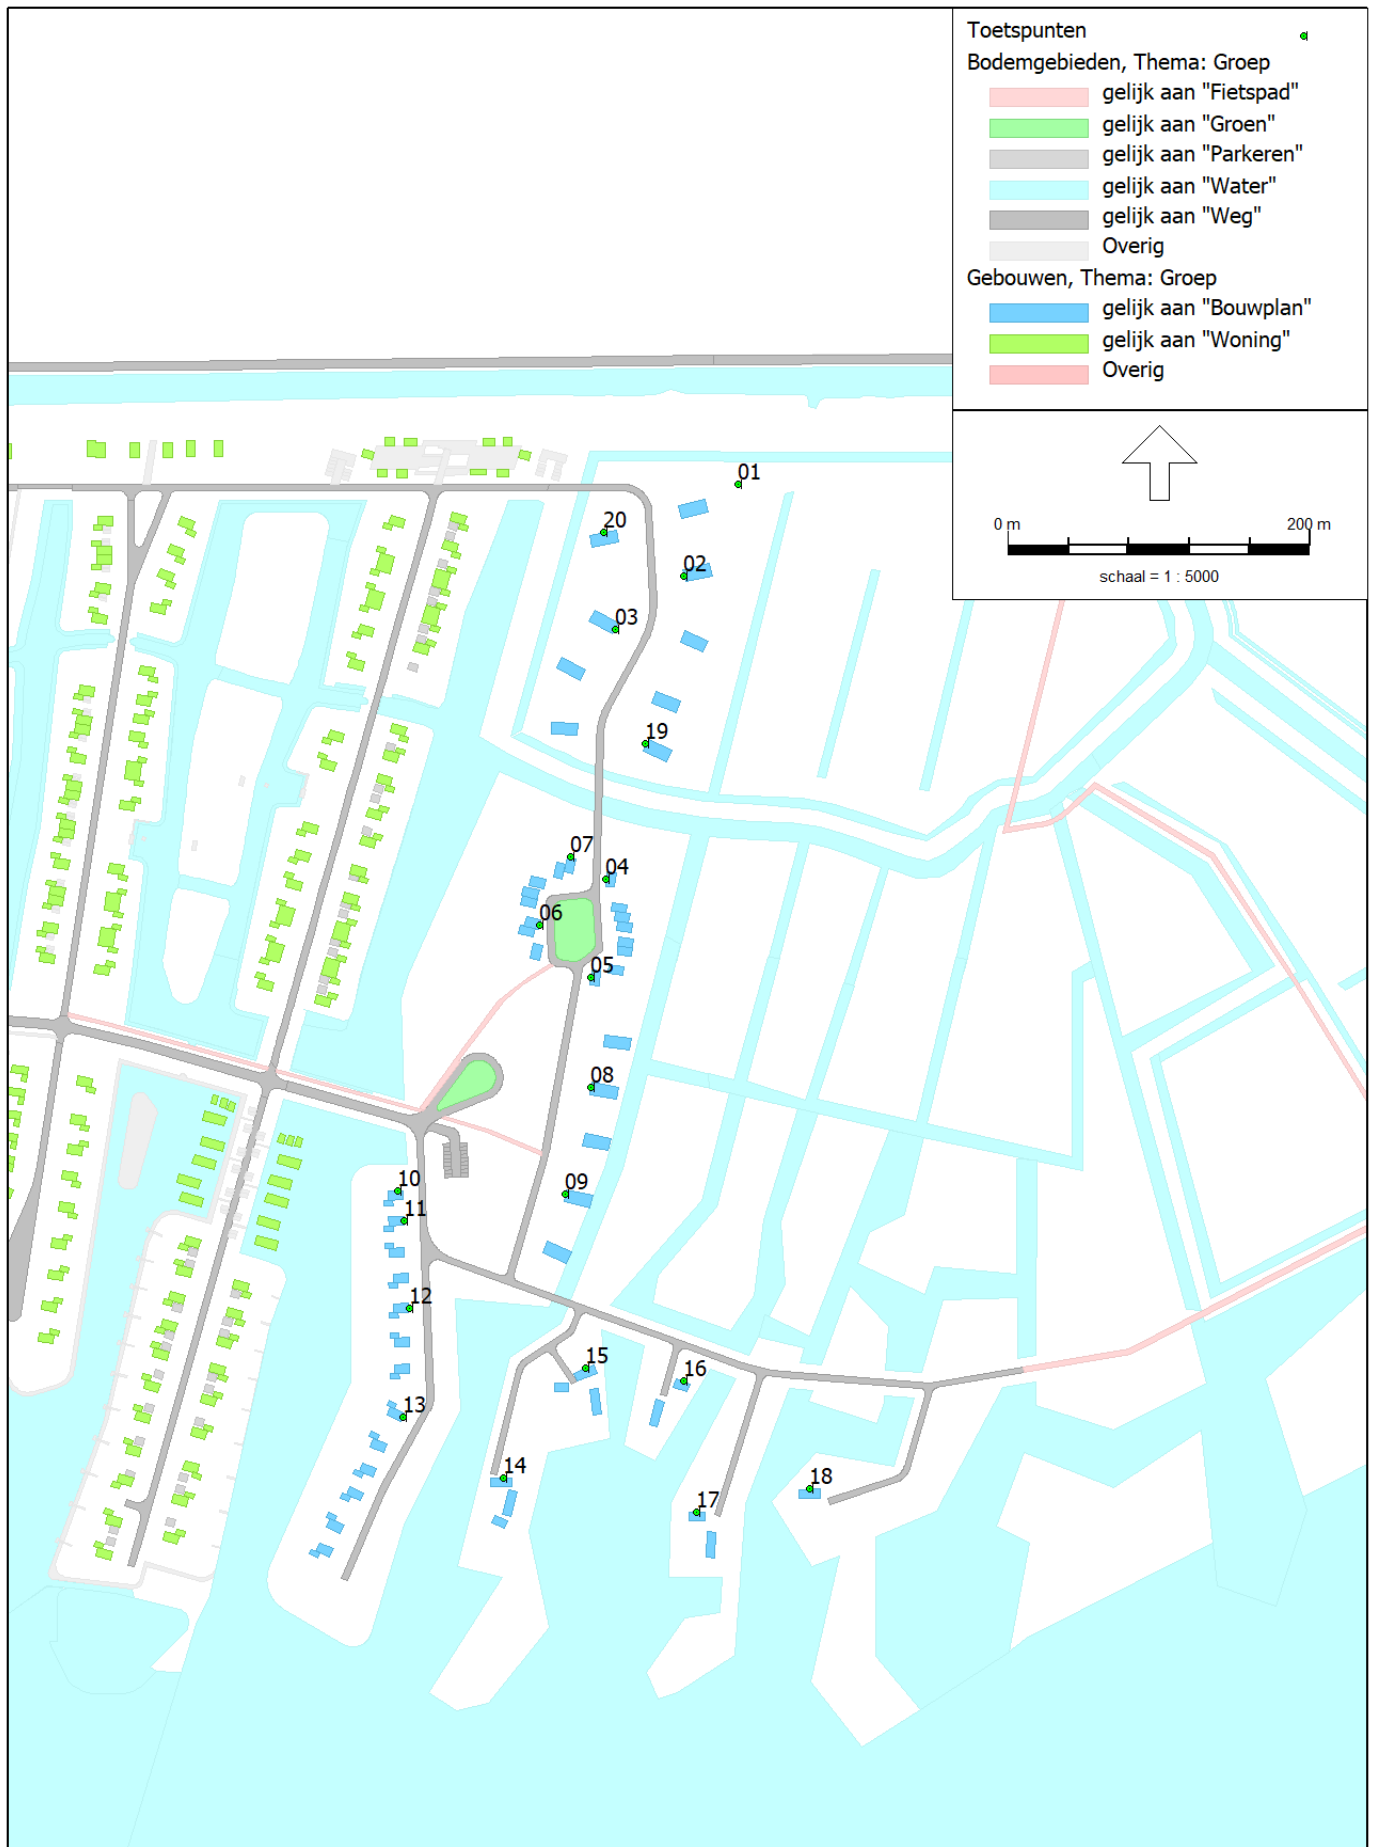 Toetspunten
Bodemgebieden, Thema: Groep
gelijk aan "Fietspad"
gelijk aan "Groen"
gelijk aan "Parkeren"
gelijk aan "Water"
gelijk aan "Weg"
Overig
Gebouwen, Thema: Groep
gelijk aan "Bouwplan"
gelijk aan "Woning"
Overig
0 m 200 m
schaal = 1 : 5000
01
20
02
03
19
07
04
06
05
08
10
09
11
12
15
16
13
14
18
17